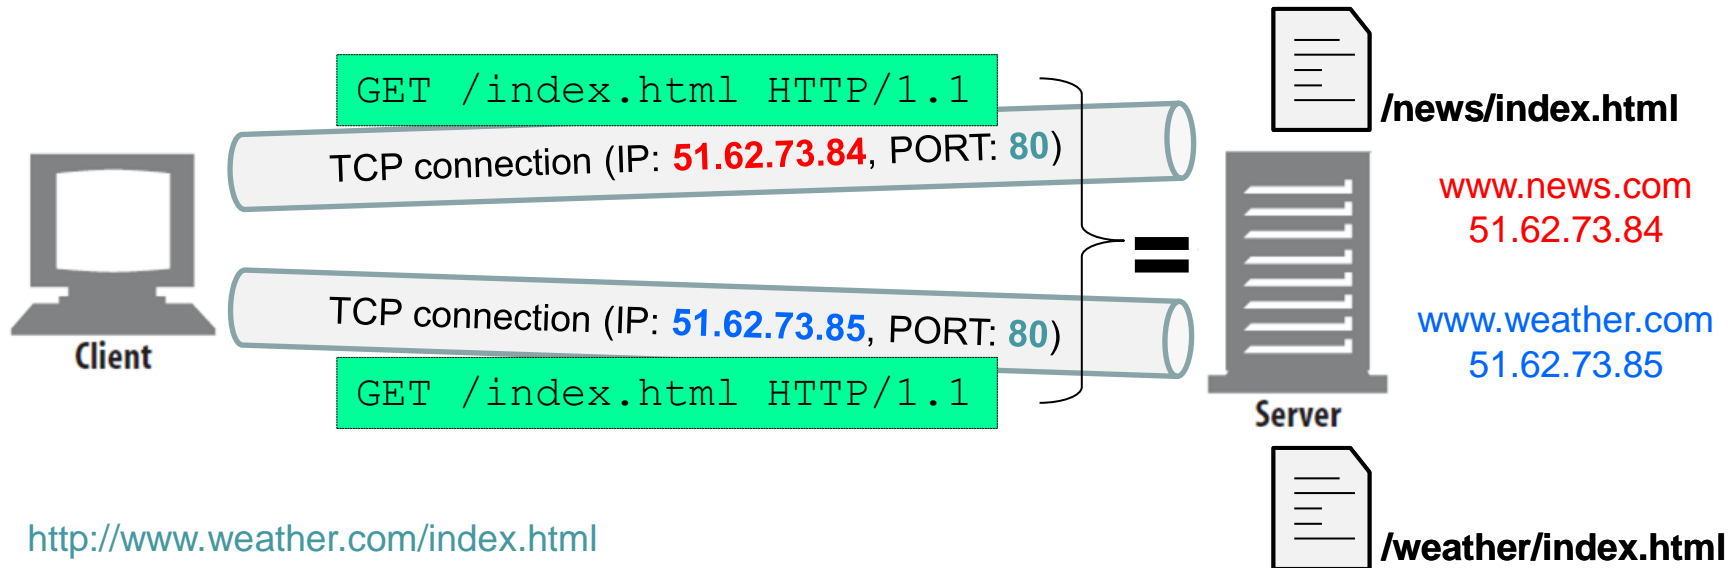 GET /index.html HTTP/1.1
/news/index.html
TCP connection (IP: 51.62.73.84, PORT: 80)
www.news.com
51.62.73.84
=
TCP connection (IP: 51.62.73.85, PORT: 80)
www.weather.com
51.62.73.85
Client
GET /index.html HTTP/1.1
Server
http://www.weather.com/index.html
/weather/index.html